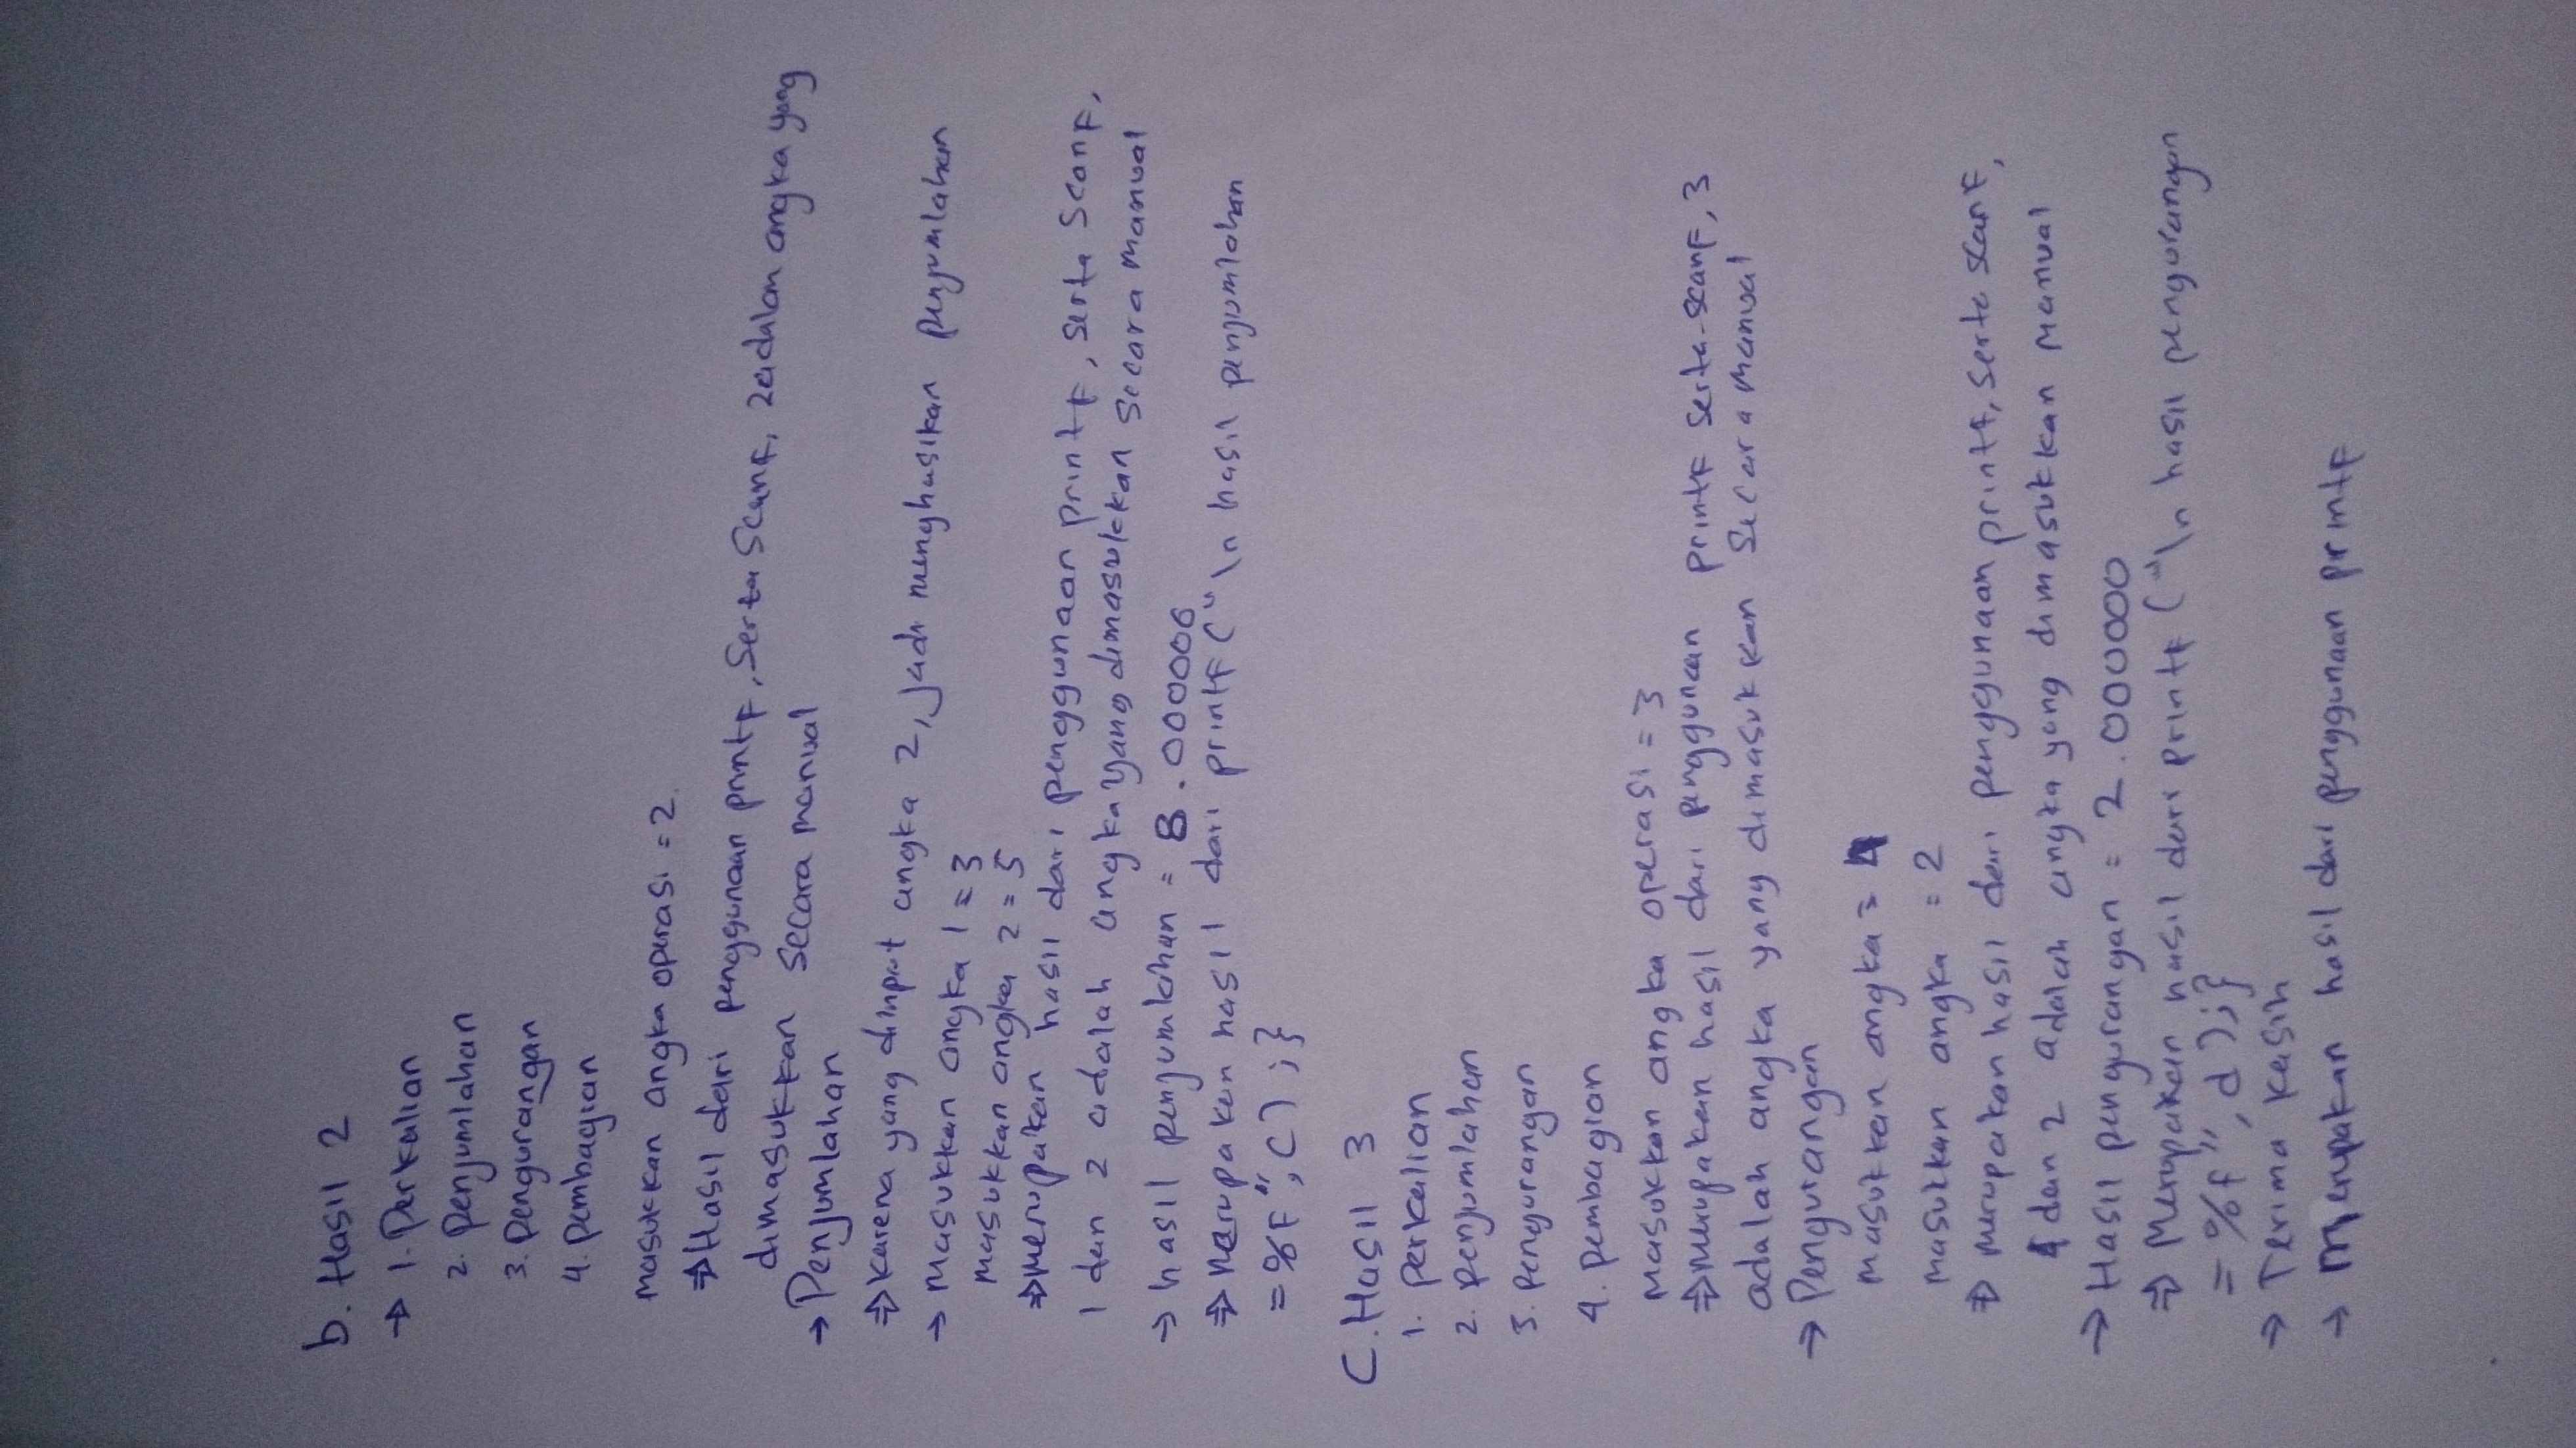 b. Hasil 2
→ 1. Perkalian
2. Penjumlahan
3. Pengurangan
4. Pembagian
masukkan angka operasi = 2.
⇒ Hasil dari penggunaan printf, Serta Scanf, 2 adalah angka yang
dimasukkan secara manual
→ Penjumlahan
⇒ karena yang diinput angka 2, jadi menghasikan penjumlahan
→ masukkan angka 1 = 3
masukkan angka 2 = 5
⇒ merupakan hasil dari penggunaan printf, serta Scanf,
1 dan 2 adalah angka yang dimasukkan secara manual
→ hasil penjumlahan = 8.000000
⇒ Merupakan hasil dari printf ("\n hasil penjumlahan
= %f", C) ; }
C. Hasil 3
1. perkalian
2. penjumlahan
3. pengurangan
4. pembagian
Masukkan angka operasi = 3
⇒ merupakan hasil dari penggunaan printf serta scanf, 3
adalah angka yang dimasukkan Secara Manual
→ Pengurangan
masukkan angka = 4
masukkan angka = 2
⇒ merupakan hasil dari penggunaan printf, serta scanf,
4 dan 2 adalah angka yang dimasukkan Manual
→ Hasil pengurangan = 2.000000
⇒ Merupakan hasil dari printf ("\n hasil pengurangan
= %f", d ) ; }
→ Terima kasih
→ Merupakan hasil dari penggunaan printf